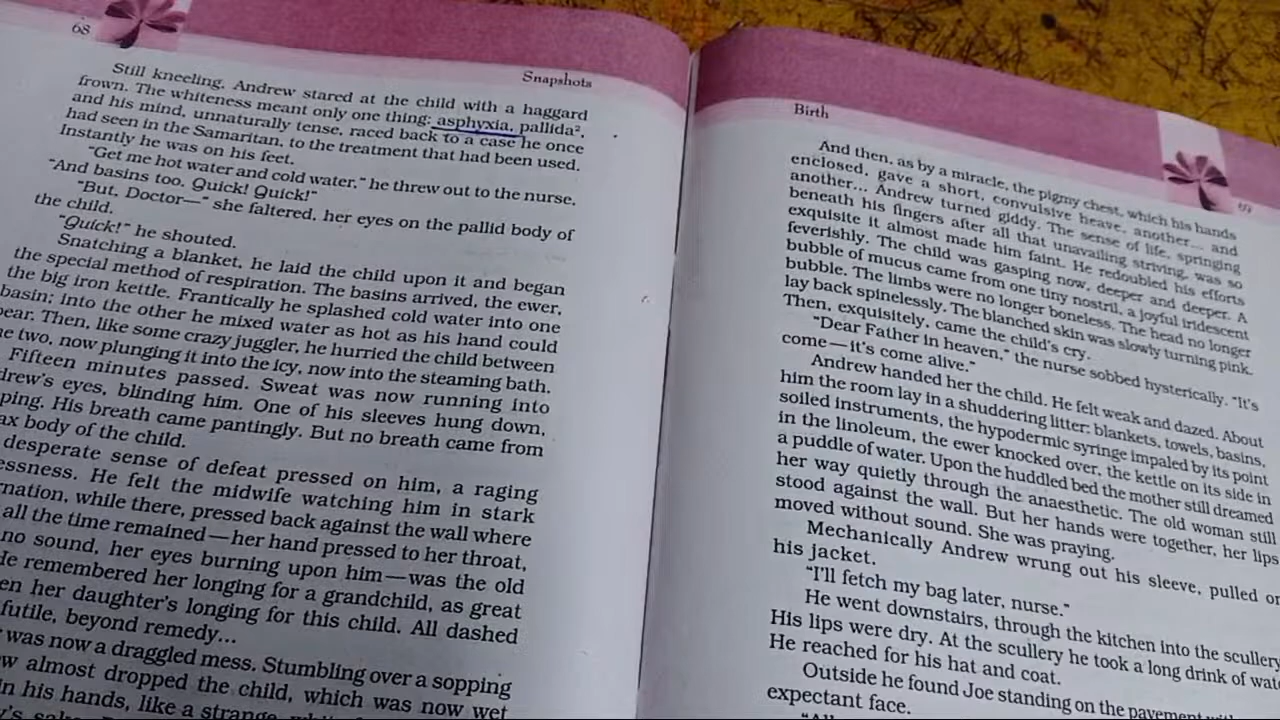 68
Snapshots
Still kneeling, Andrew stared at the child with a haggard
frown. The whiteness meant only one thing: asphyxia, pallida²,
and his mind, unnaturally tense, raced back to a case he once
had seen in the Samaritan, to the treatment that had been used.
Instantly he was on his feet.
“Get me hot water and cold water,” he threw out to the nurse.
“And basins too. Quick! Quick!”
“But, Doctor—” she faltered, her eyes on the pallid body of
the child.
“Quick!” he shouted.
Snatching a blanket, he laid the child upon it and began
the special method of respiration. The basins arrived, the ewer,
the big iron kettle. Frantically he splashed cold water into one
basin; into the other he mixed water as hot as his hand could
bear. Then, like some crazy juggler, he hurried the child between
the two, now plunging it into the icy, now into the steaming bath.
Fifteen minutes passed. Sweat was now running into
drew's eyes, blinding him. One of his sleeves hung down,
ping. His breath came pantingly. But no breath came from
ax body of the child.
desperate sense of defeat pressed on him, a raging
essness. He felt the midwife watching him in stark
rnation, while there, pressed back against the wall where
all the time remained—her hand pressed to her throat,
no sound, her eyes burning upon him—was the old
He remembered her longing for a grandchild, as great
en her daughter's longing for this child. All dashed
futile, beyond remedy...
was now a draggled mess. Stumbling over a sopping
ew almost dropped the child, which was now wet
in his hands, like a strange,
Birth
69
And then, as by a miracle, the pigmy chest, which his hands
enclosed, gave a short, convulsive heave, another... and
another... Andrew turned giddy. The sense of life, springing
beneath his fingers after all that unavailing striving, was so
exquisite it almost made him faint. He redoubled his efforts
feverishly. The child was gasping now, deeper and deeper. A
bubble of mucus came from one tiny nostril, a joyful iridescent
bubble. The limbs were no longer boneless. The head no longer
lay back spinelessly. The blanched skin was slowly turning pink.
Then, exquisitely, came the child's cry.
“Dear Father in heaven,” the nurse sobbed hysterically. “It's
come—it's come alive.”
Andrew handed her the child. He felt weak and dazed. About
him the room lay in a shuddering litter: blankets, towels, basins,
soiled instruments, the hypodermic syringe impaled by its point
in the linoleum, the ewer knocked over, the kettle on its side in
a puddle of water. Upon the huddled bed the mother still dreamed
her way quietly through the anaesthetic. The old woman still
stood against the wall. But her hands were together, her lips
moved without sound. She was praying.
Mechanically Andrew wrung out his sleeve, pulled on
his jacket.
“I'll fetch my bag later, nurse.”
He went downstairs, through the kitchen into the scullery
His lips were dry. At the scullery he took a long drink of wate
He reached for his hat and coat.
Outside he found Joe standing on the pavement with
expectant face.